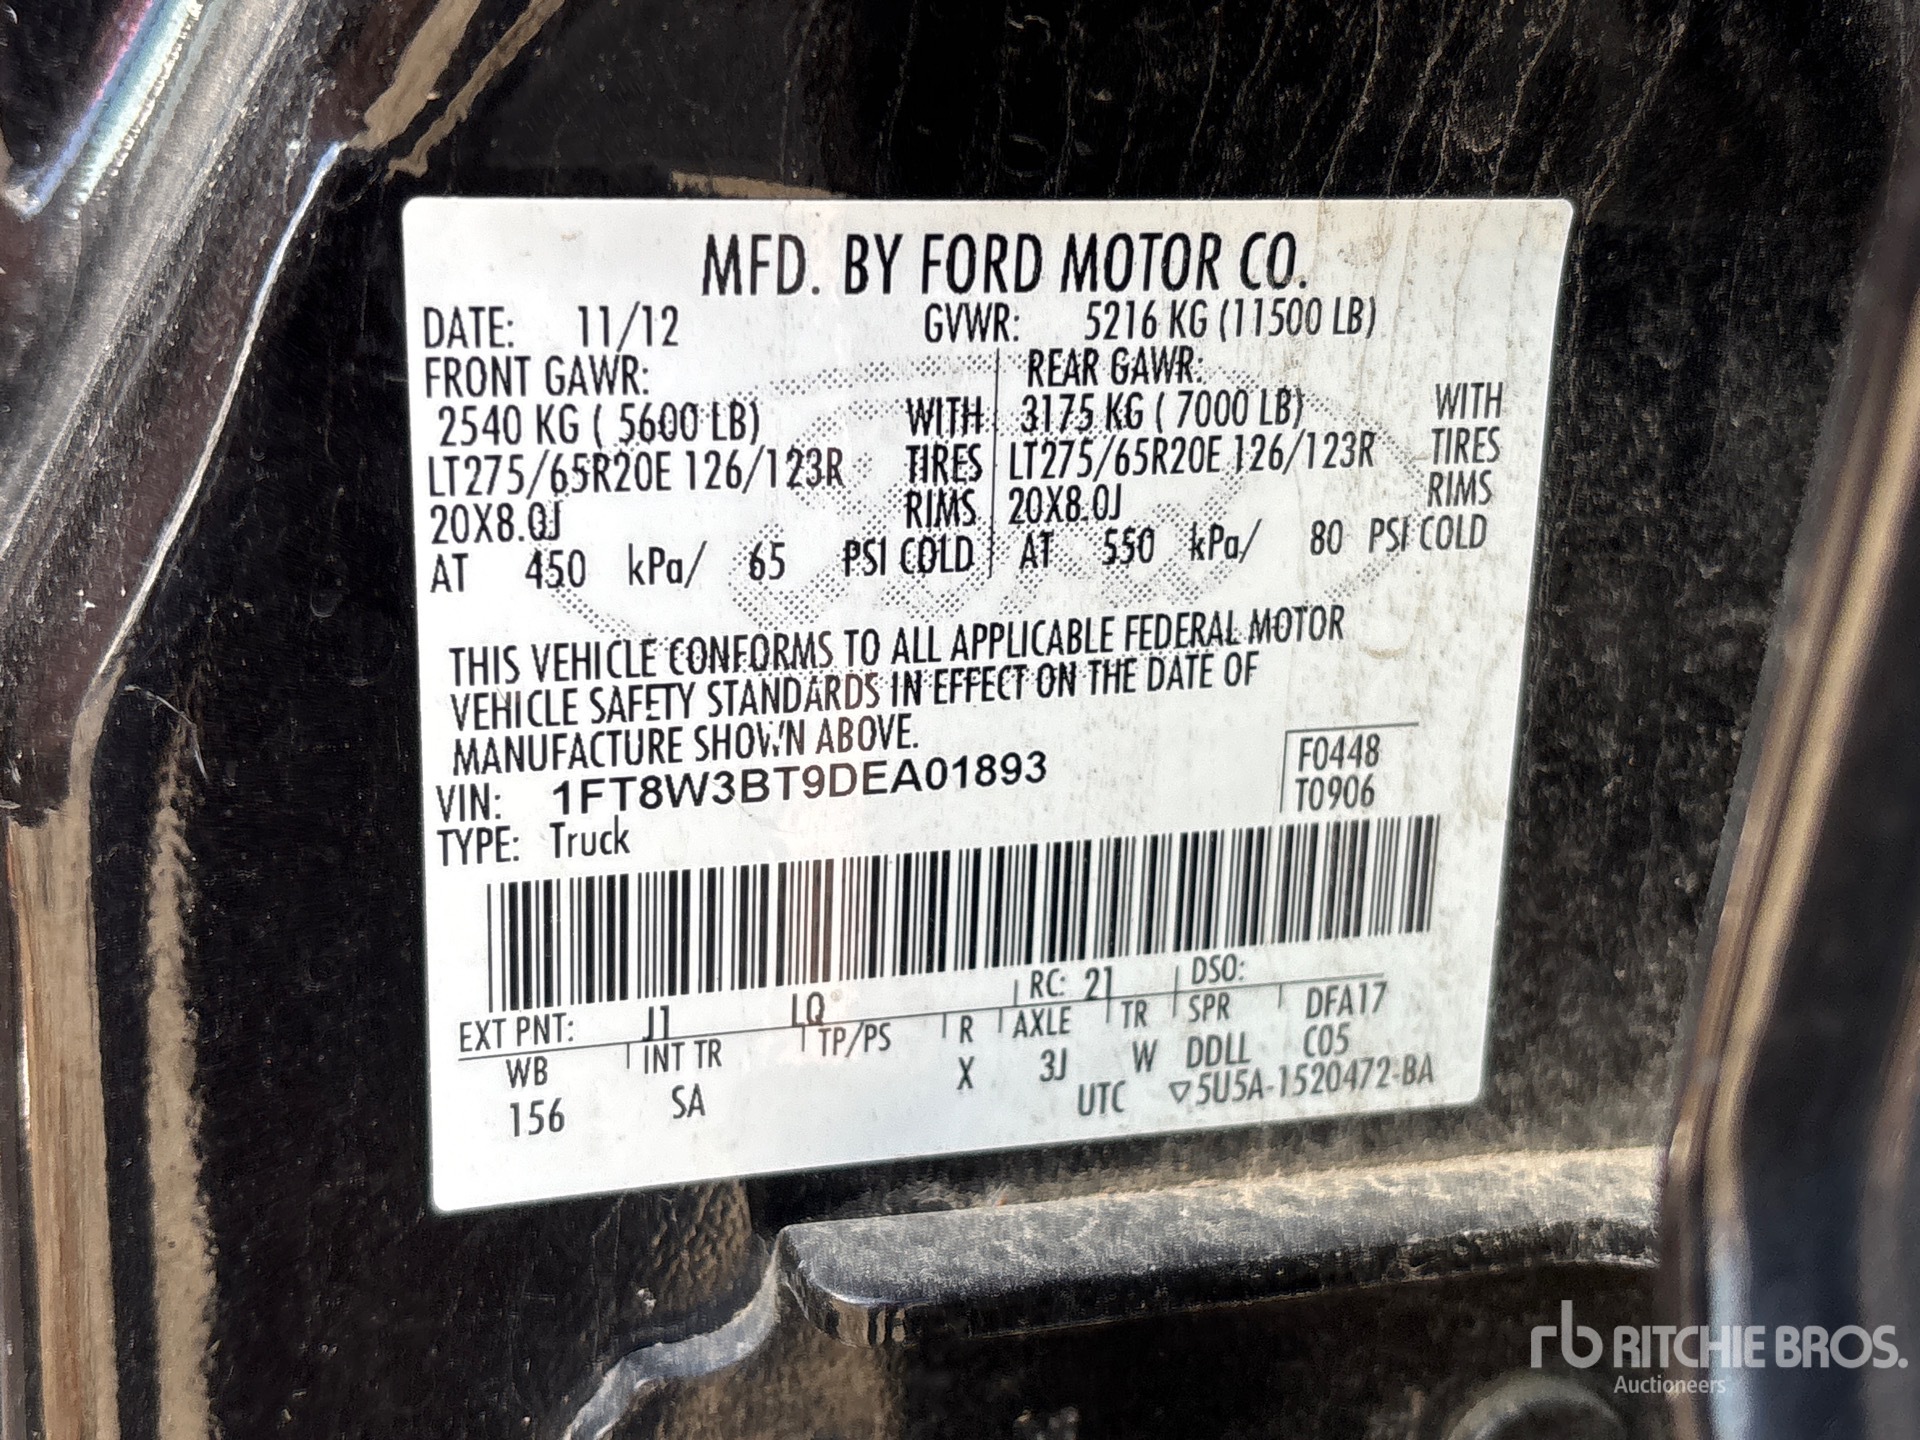 MFD. BY FORD MOTOR CO.
DATE: 11/12 GVWR: 5216 KG (11500 LB)
FRONT GAWR: REAR GAWR:
2540 KG ( 5600 LB) WITH 3175 KG ( 7000 LB) WITH
LT275/65R20E 126/123R TIRES LT275/65R20E 126/123R TIRES
20X8.0J RIMS 20X8.0J RIMS
AT 450 kPa/ 65 PSI COLD AT 550 kPa/ 80 PSI COLD
THIS VEHICLE CONFORMS TO ALL APPLICABLE FEDERAL MOTOR
VEHICLE SAFETY STANDARDS IN EFFECT ON THE DATE OF
MANUFACTURE SHOWN ABOVE.
VIN: 1FT8W3BT9DEA01893 F0448
TYPE: Truck T0906
EXT PNT: J1 LQ RC: 21 DSO:
WB INT TR TP/PS R AXLE TR SPR DFA17
156 SA X 3J W DDLL C05
UTC ▽5U5A-1520472-BA
rb RITCHIE BROS.
Auctioneers